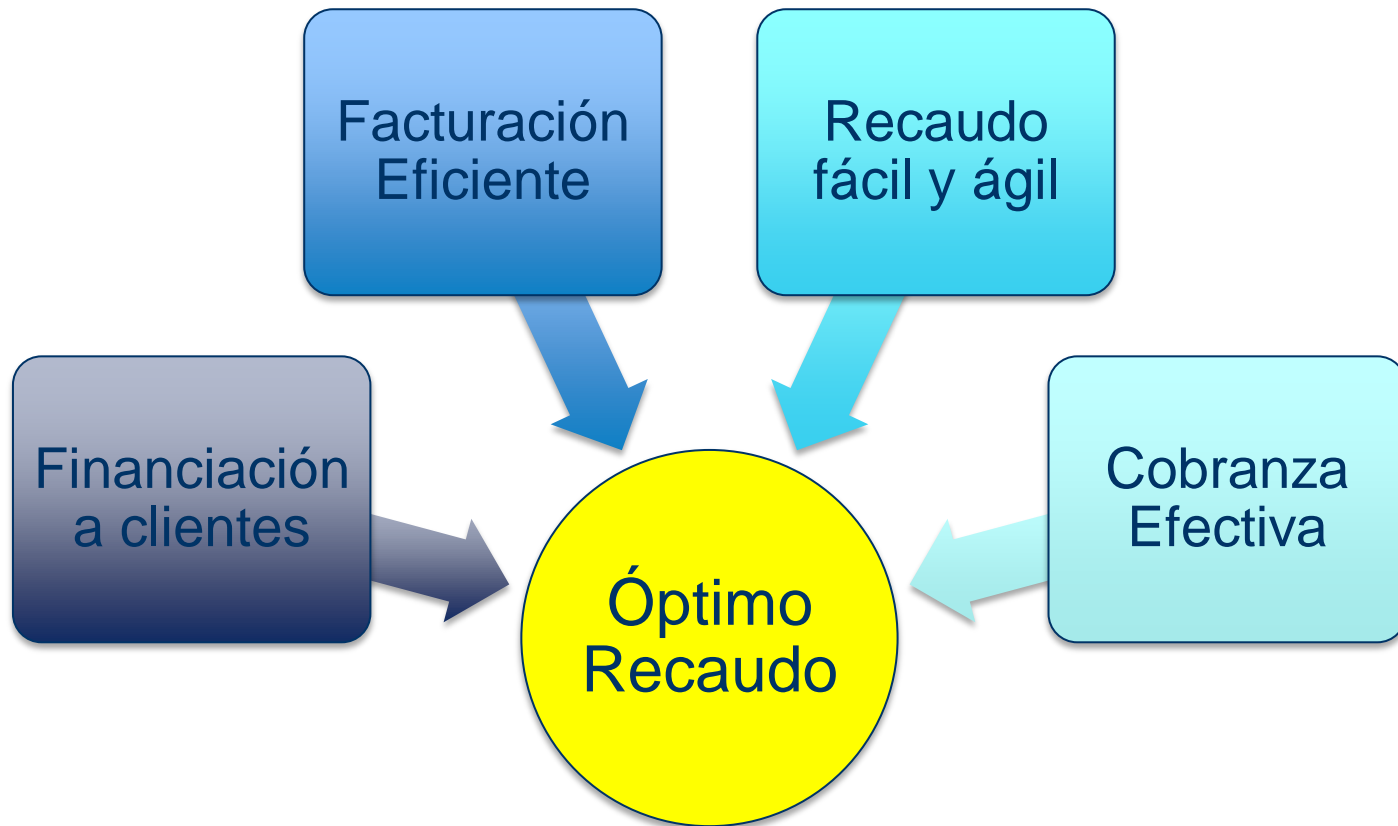 Facturación
Eficiente
Recaudo
fácil y ágil
Financiación
a clientes
Cobranza
Efectiva
Óptimo
Recaudo